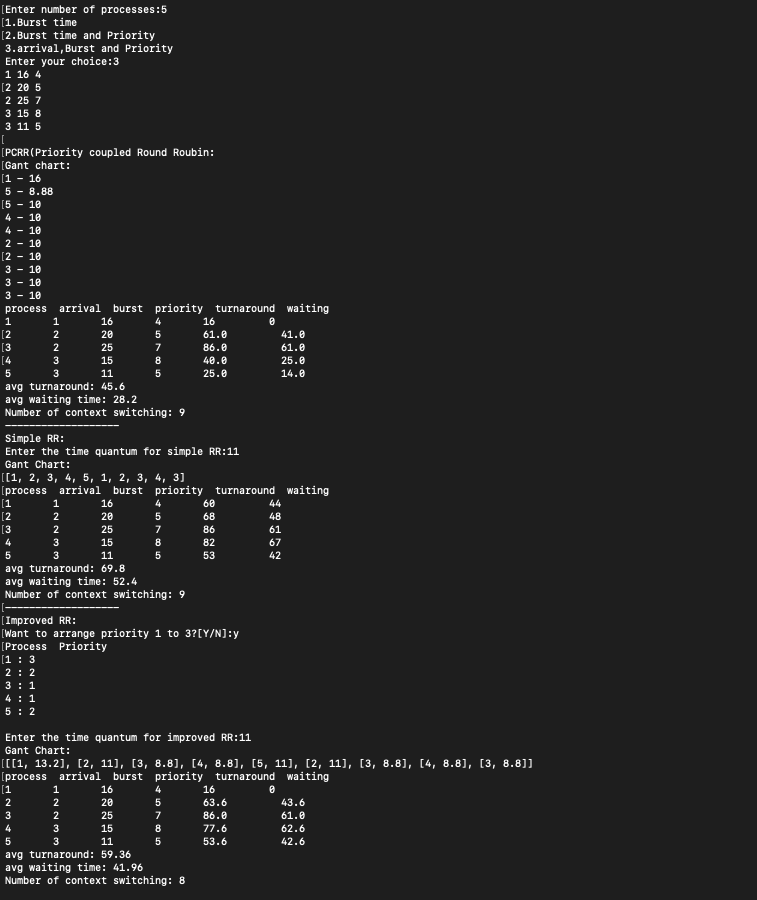 [Enter number of processes:5
[1.Burst time
[2.Burst time and Priority
3.arrival,Burst and Priority
Enter your choice:3
1 16 4
[2 20 5
2 25 7
3 15 8
3 11 5
[
[PCRR(Priority coupled Round Roubin:
[Gant chart:
[1 – 16
5 – 8.88
[5 – 10
4 – 10
4 – 10
2 – 10
[2 – 10
3 – 10
3 – 10
3 – 10
process  arrival  burst  priority  turnaround  waiting
1 1 16 4 16 0
[2 2 20 5 61.0 41.0
[3 2 25 7 86.0 61.0
[4 3 15 8 40.0 25.0
5 3 11 5 25.0 14.0
avg turnaround: 45.6
avg waiting time: 28.2
Number of context switching: 9
–––––––––––––––––––
Simple RR:
Enter the time quantum for simple RR:11
Gant Chart:
[[1, 2, 3, 4, 5, 1, 2, 3, 4, 3]
[process  arrival  burst  priority  turnaround  waiting
[1 1 16 4 60 44
[2 2 20 5 68 48
[3 2 25 7 86 61
4 3 15 8 82 67
5 3 11 5 53 42
avg turnaround: 69.8
avg waiting time: 52.4
Number of context switching: 9
[–––––––––––––––––––
[Improved RR:
[Want to arrange priority 1 to 3?[Y/N]:y
[Process  Priority
[1 : 3
2 : 2
3 : 1
4 : 1
5 : 2
Enter the time quantum for improved RR:11
Gant Chart:
[[[1, 13.2], [2, 11], [3, 8.8], [4, 8.8], [5, 11], [2, 11], [3, 8.8], [4, 8.8], [3, 8.8]]
[process  arrival  burst  priority  turnaround  waiting
[1 1 16 4 16 0
2 2 20 5 63.6 43.6
3 2 25 7 86.0 61.0
4 3 15 8 77.6 62.6
5 3 11 5 53.6 42.6
avg turnaround: 59.36
avg waiting time: 41.96
Number of context switching: 8